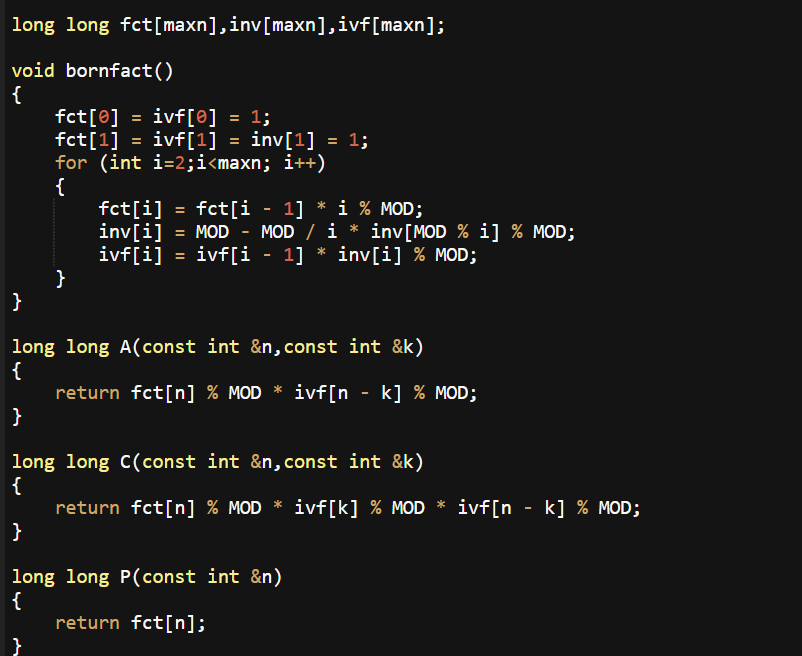 long long fct[maxn],inv[maxn],ivf[maxn];

void bornfact()
{
    fct[0] = ivf[0] = 1;
    fct[1] = ivf[1] = inv[1] = 1;
    for (int i=2;i<maxn; i++)
    {
        fct[i] = fct[i - 1] * i % MOD;
        inv[i] = MOD - MOD / i * inv[MOD % i] % MOD;
        ivf[i] = ivf[i - 1] * inv[i] % MOD;
    }
}

long long A(const int &n,const int &k)
{
    return fct[n] % MOD * ivf[n - k] % MOD;
}

long long C(const int &n,const int &k)
{
    return fct[n] % MOD * ivf[k] % MOD * ivf[n - k] % MOD;
}

long long P(const int &n)
{
    return fct[n];
}